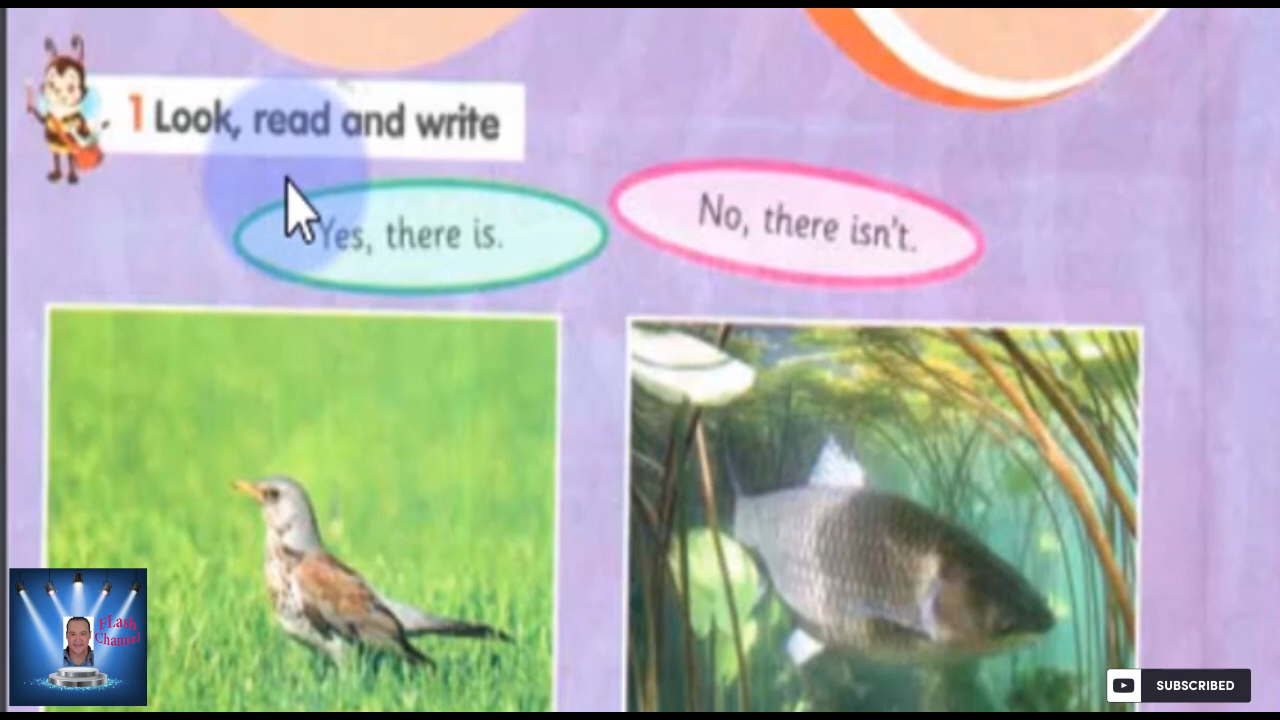 1 Look, read and write
Yes, there is.
No, there isn't.
FLash
Channel
SUBSCRIBED